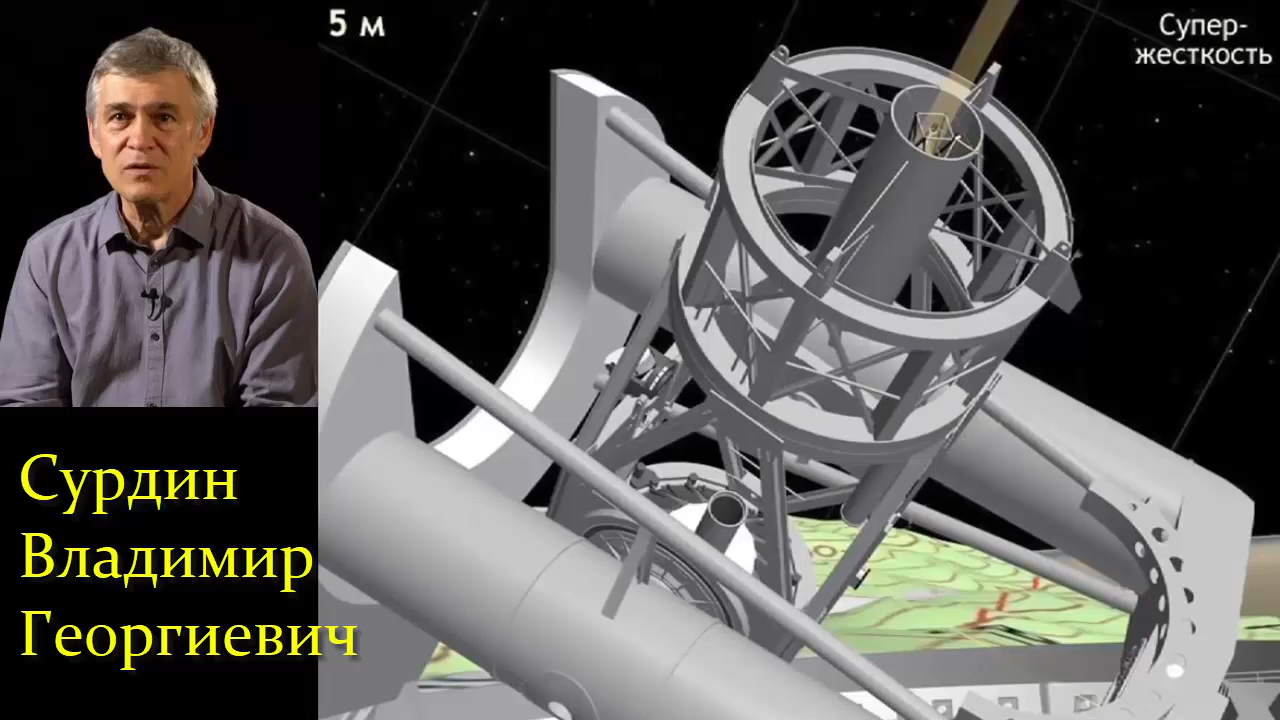 5 м
Супер-
жесткость
Сурдин
Владимир
Георгиевич